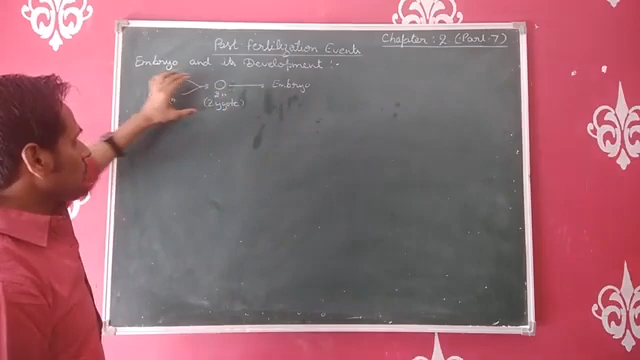 Post Fertilization Events
Chapter: 2 (Part-7)
Embryo and its Development :-
n
2n
(Zygote)
Embryo